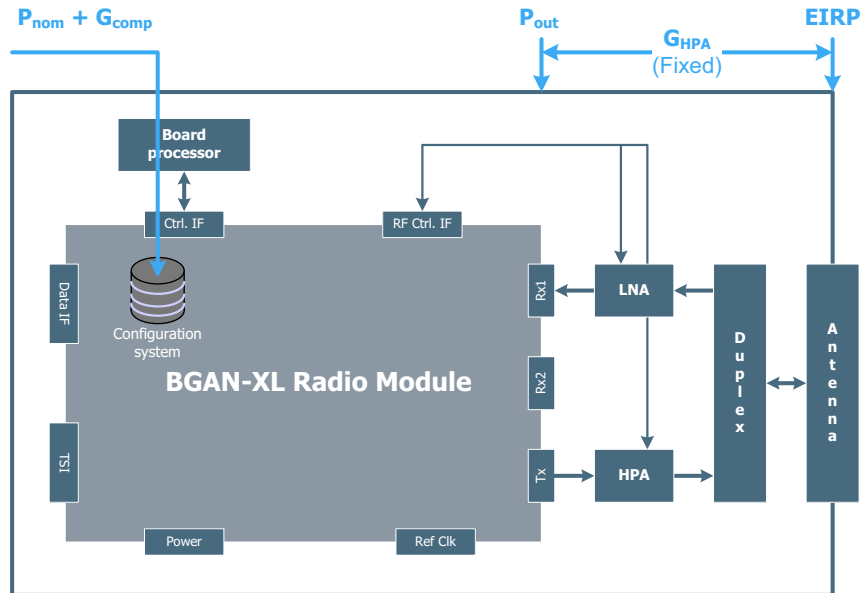 Pnom + Gcomp
Pout
EIRP
GHPA
(Fixed)
Board
processor
Ctrl. IF
RF Ctrl. IF
Data IF
Configuration
system
Rx1
LNA
BGAN-XL Radio Module
Rx2
Duplex
Antenna
TSI
Tx
HPA
Power
Ref Clk